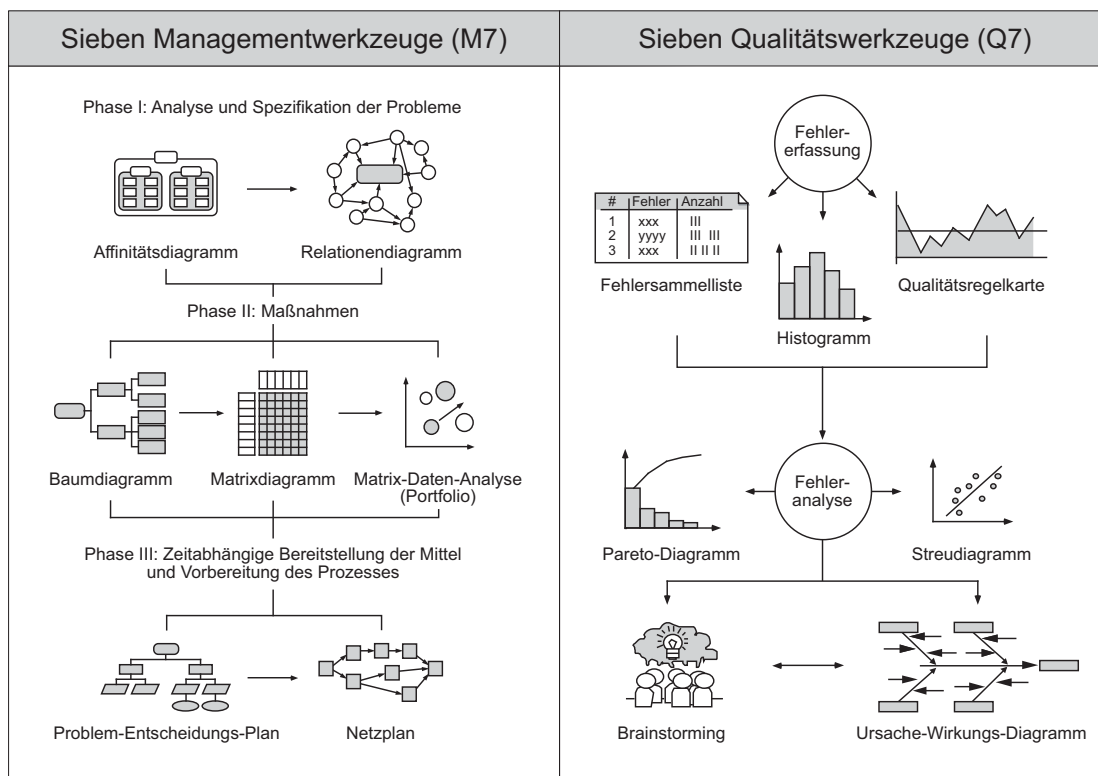 Sieben Managementwerkzeuge (M7)
Phase I: Analyse und Spezifikation der Probleme
Affinitätsdiagramm
Relationendiagramm
Phase II: Maßnahmen
Baumdiagramm
Matrixdiagramm
Matrix-Daten-Analyse
(Portfolio)
Phase III: Zeitabhängige Bereitstellung der Mittel
und Vorbereitung des Prozesses
Problem-Entscheidungs-Plan
Netzplan
Sieben Qualitätswerkzeuge (Q7)
Fehler-
erfassung
# Fehler Anzahl
1 xxx III
2 yyyy III III
3 xxx II II II
Fehlersammelliste
Histogramm
Qualitätsregelkarte
Fehler-
analyse
Pareto-Diagramm
Streudiagramm
Brainstorming
Ursache-Wirkungs-Diagramm